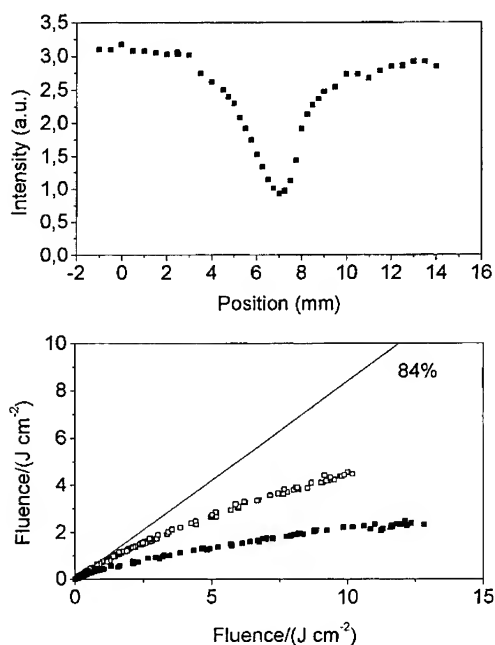 Intensity (a.u.)
3,5
3,0
2,5
2,0
1,5
1,0
0,5
0,0
-2 0 2 4 6 8 10 12 14 16
Position (mm)
Fluence/(J cm-2)
10
8
6
4
2
0
84%
0 5 10 15
Fluence/(J cm-2)